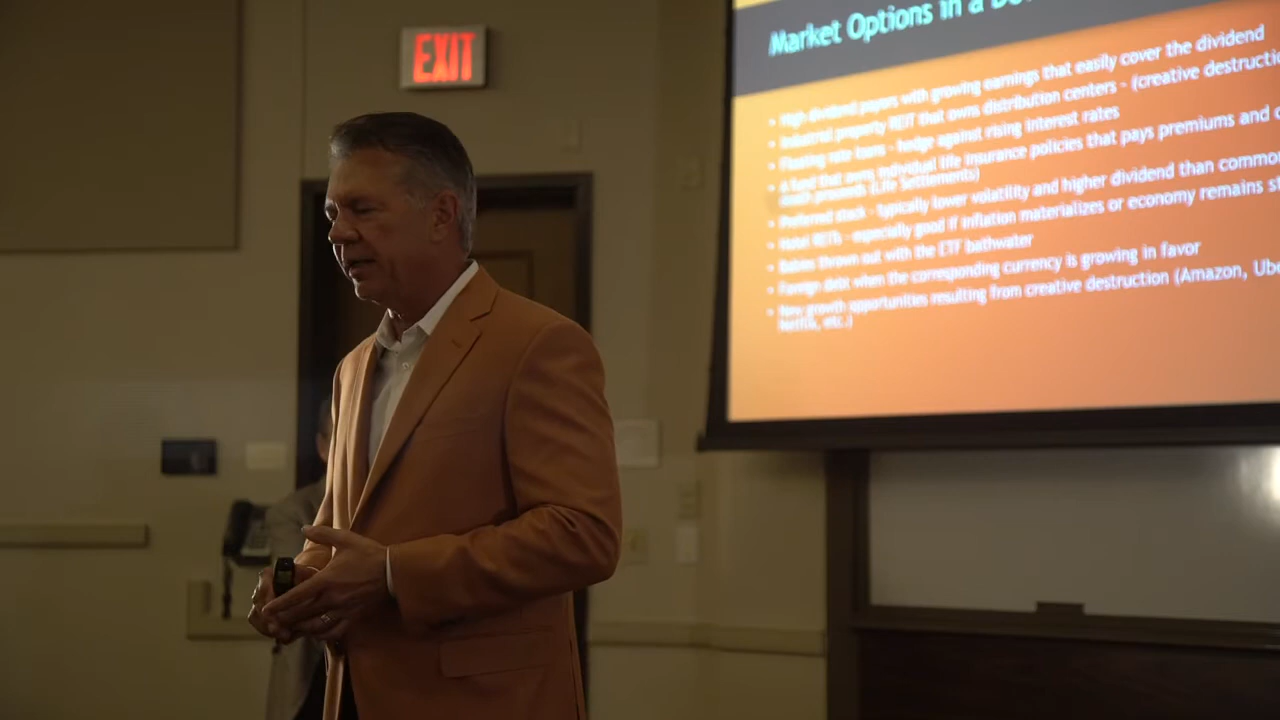 EXIT
Market Options in a
• High dividend payors with growing earnings that easily cover the dividend
• Industrial property REIT that owns distribution centers - (creative
• Floating rate loans - hedge against rising interest rates
• A fund that owns individual life insurance policies that pays premiums and
death proceeds (Life Settlements)
• Preferred stock - typically lower volatility and higher dividend than
• Hotel REITs - especially good if inflation materializes or economy remains
• Babies thrown out with the ETF bathwater
• Foreign debt when the corresponding currency is growing in favor
• New growth opportunities resulting from creative destruction (Amazon,
Netflix, etc.)